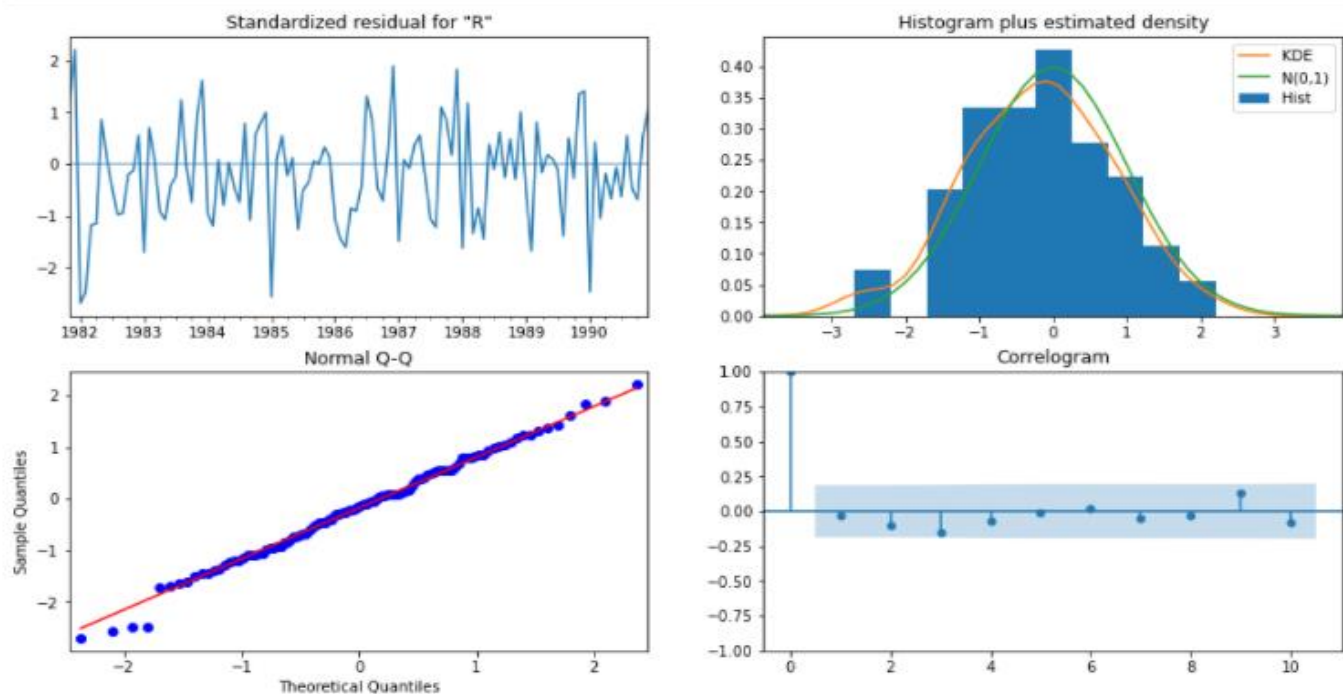 Standardized residual for "R"
2
1
0
−1
−2
1982 1983 1984 1985 1986 1987 1988 1989 1990
Histogram plus estimated density
0.40
0.35
0.30
0.25
0.20
0.15
0.10
0.05
0.00
−3 −2 −1 0 1 2 3
KDE
N(0,1)
Hist
Normal Q-Q
Sample Quantiles
2
1
0
−1
−2
−2 −1 0 1 2
Theoretical Quantiles
Correlogram
1.00
0.75
0.50
0.25
0.00
−0.25
−0.50
−0.75
−1.00
0 2 4 6 8 10